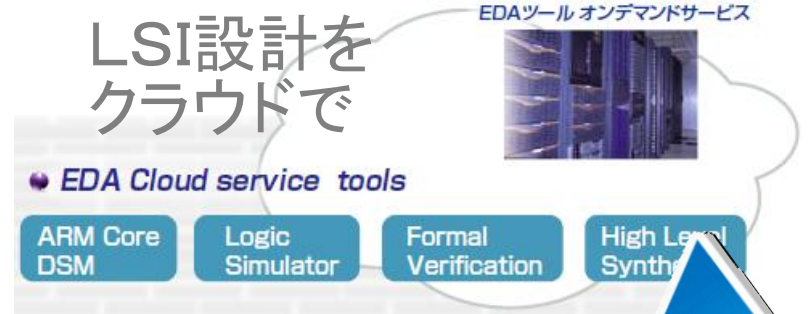 EDAツール オンデマンドサービス
LSI設計を
クラウドで
EDA Cloud service tools
ARM Core
DSM
Logic
Simulator
Formal
Verification
High